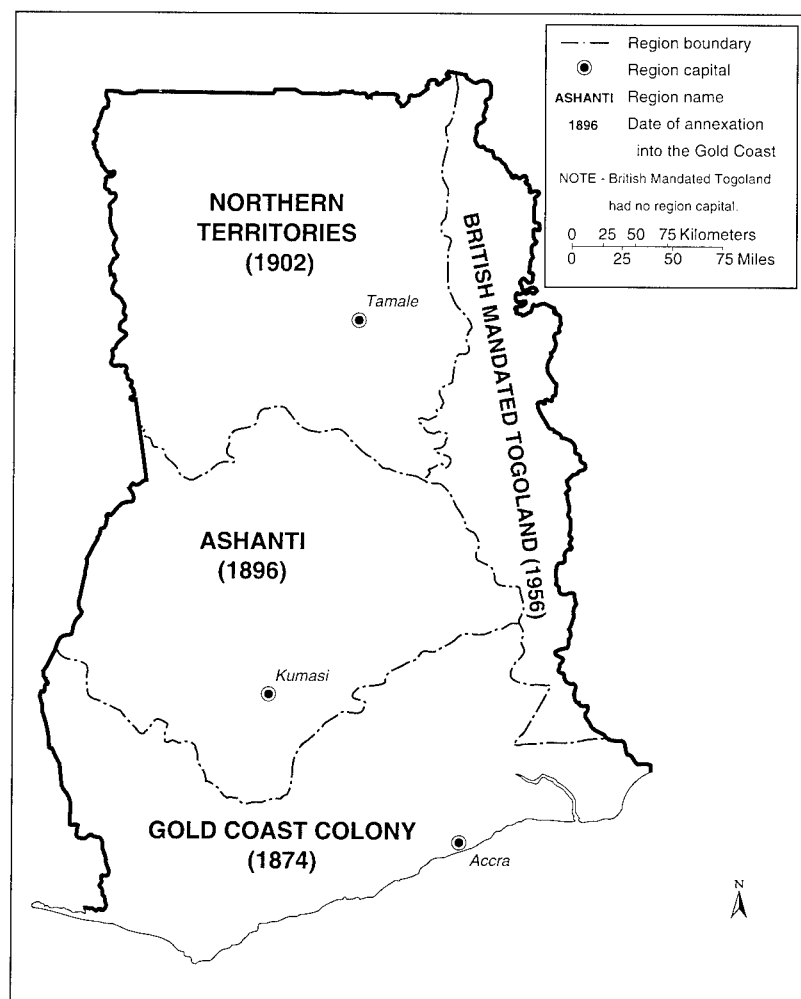 Region boundary
Region capital
ASHANTI Region name
1896 Date of annexation
into the Gold Coast
NOTE - British Mandated Togoland
had no region capital.
0 25 50 75 Kilometers
0 25 50 75 Miles
NORTHERN
TERRITORIES
(1902)
Tamale
BRITISH MANDATED TOGOLAND (1956)
ASHANTI
(1896)
Kumasi
GOLD COAST COLONY
(1874)
Accra
N